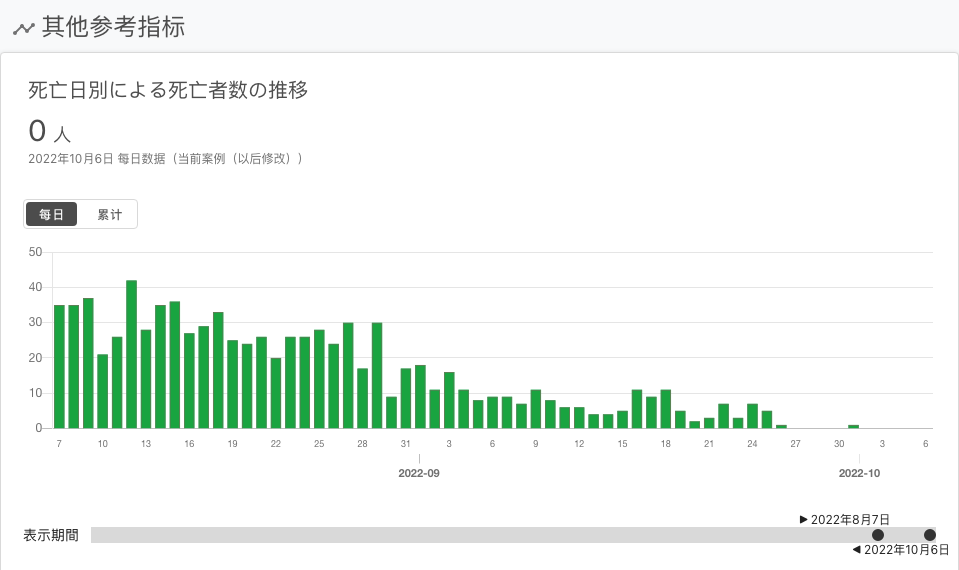 其他参考指标
死亡日別による死亡者数の推移
0 人
2022年10月6日 每日数据（当前案例（以后修改））
每日 累计
50
40
30
20
10
0
7 10 13 16 19 22 25 28 31 3 6 9 12 15 18 21 24 27 30 3 6
2022-09 2022-10
▶ 2022年8月7日
表示期間
◀ 2022年10月6日